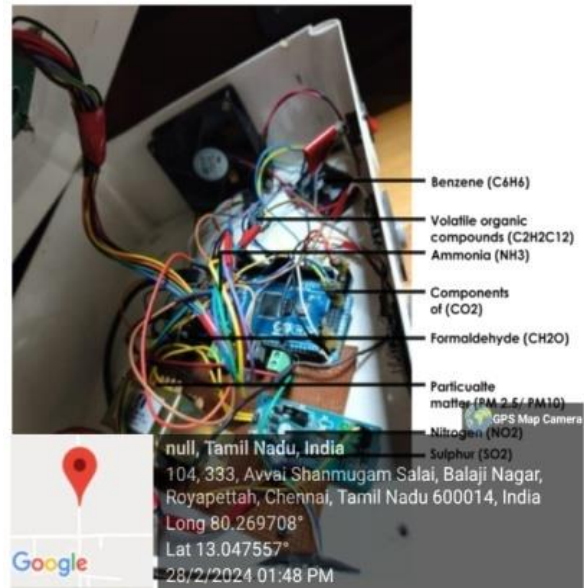 Benzene (C6H6)
Volatile organic
compounds (C2H2C12)
Ammonia (NH3)
Components
of (CO2)
Formaldehyde (CH2O)
Particualte
matter (PM 2.5/ PM10)
GPS Map Camera
Nitrogen (NO2)
Sulphur (SO2)
null, Tamil Nadu, India
104, 333, Avvai Shanmugam Salai, Balaji Nagar,
Royapettah, Chennai, Tamil Nadu 600014, India
Long 80.269708°
Lat 13.047557°
28/2/2024 01:48 PM
Google